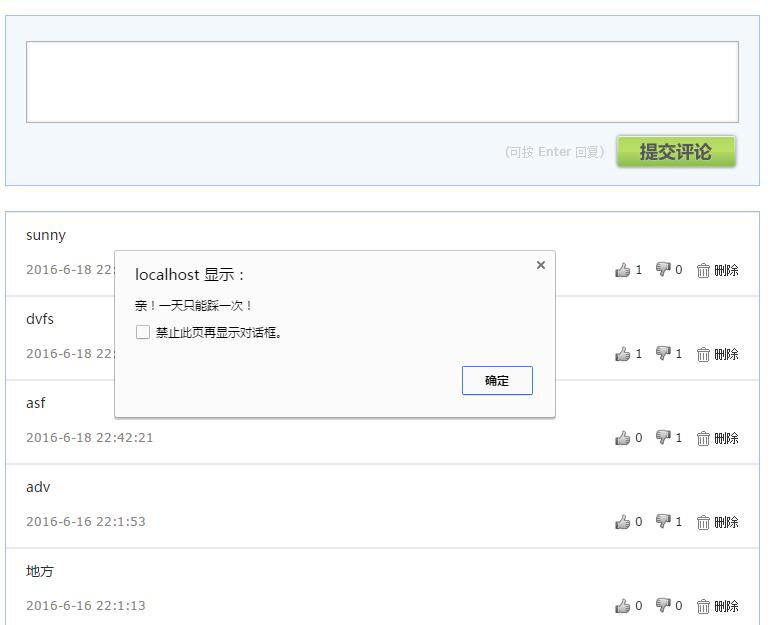 (可按 Enter 回复) 提交评论
sunny
2016-6-18 22: 1 0 删除
localhost 显示：
亲！一天只能踩一次！
禁止此页再显示对话框。
确定
dvfs
2016-6-18 22: 1 1 删除
asf
2016-6-18 22:42:21 0 1 删除
adv
2016-6-16 22:1:53 0 1 删除
地方
2016-6-16 22:1:13 0 0 删除